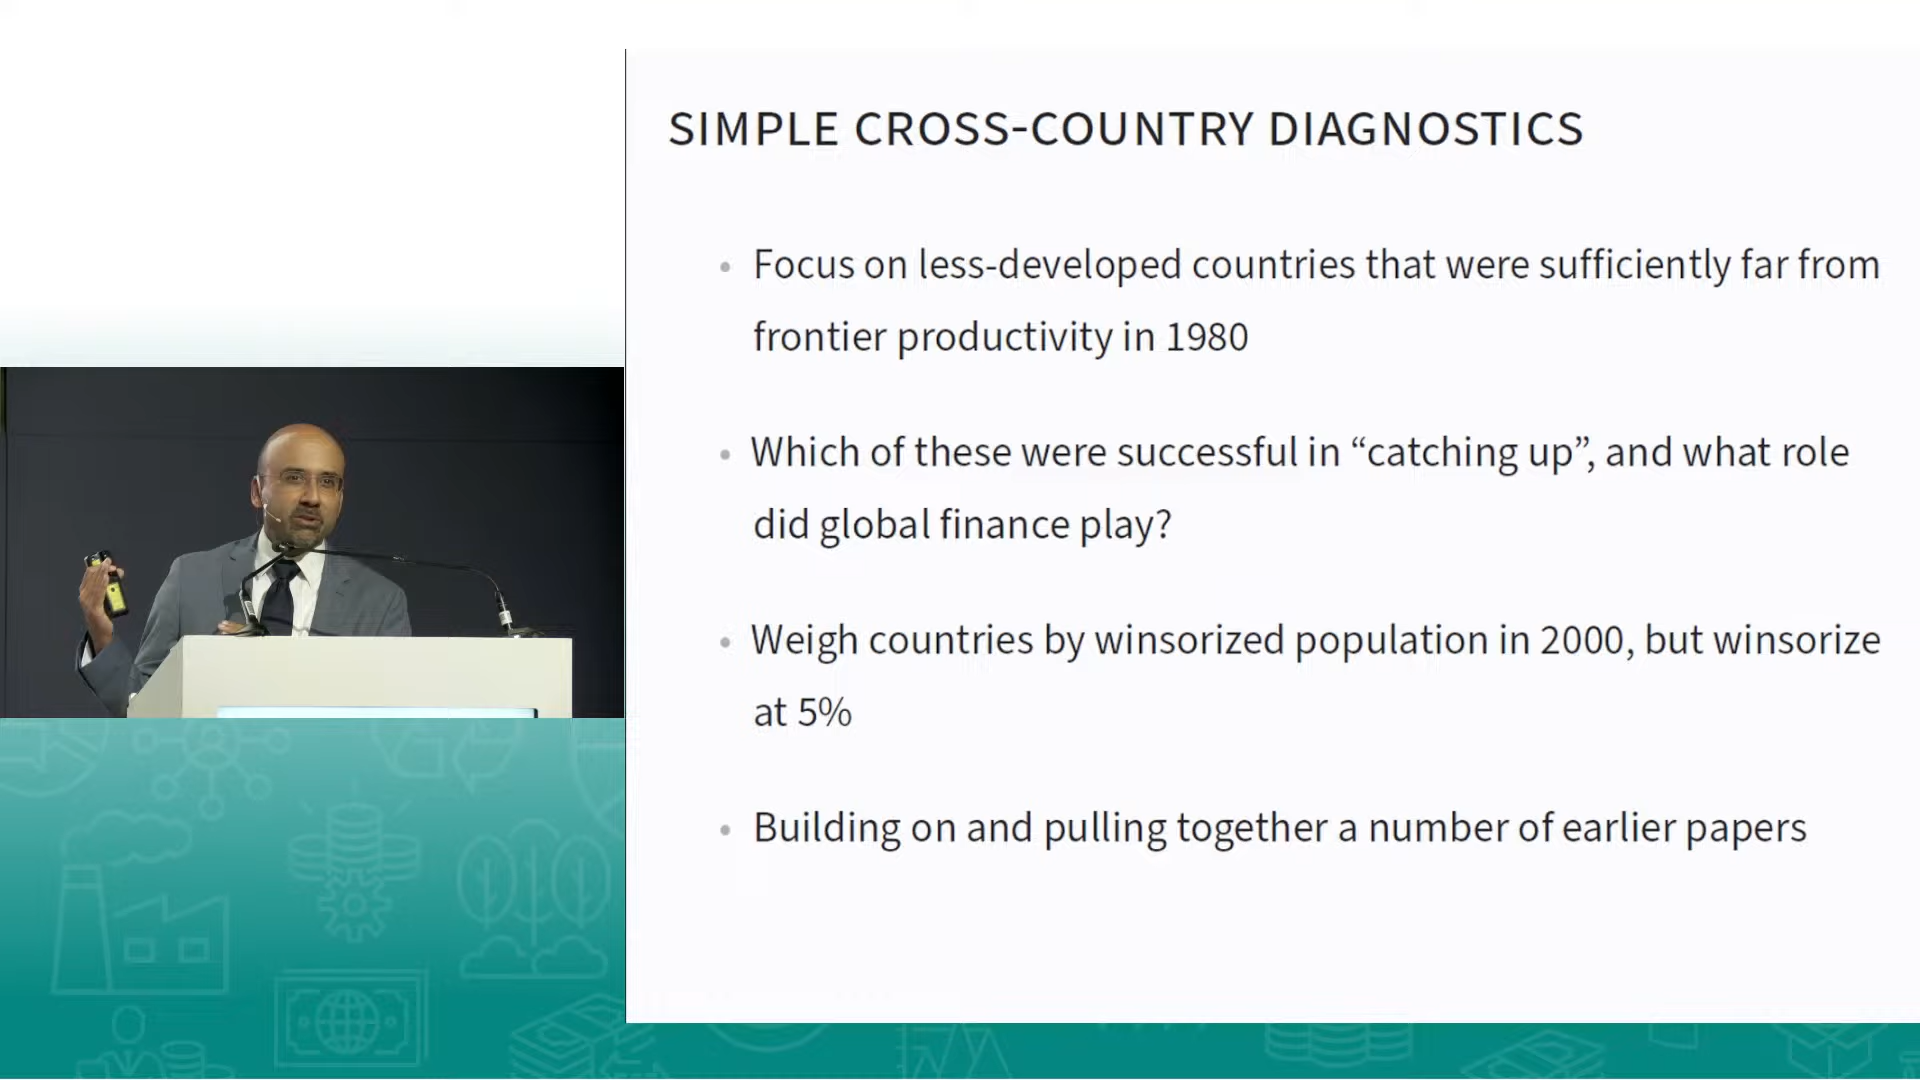 SIMPLE CROSS-COUNTRY DIAGNOSTICS
• Focus on less-developed countries that were sufficiently far from
frontier productivity in 1980
• Which of these were successful in “catching up”, and what role
did global finance play?
• Weigh countries by winsorized population in 2000, but winsorize
at 5%
• Building on and pulling together a number of earlier papers